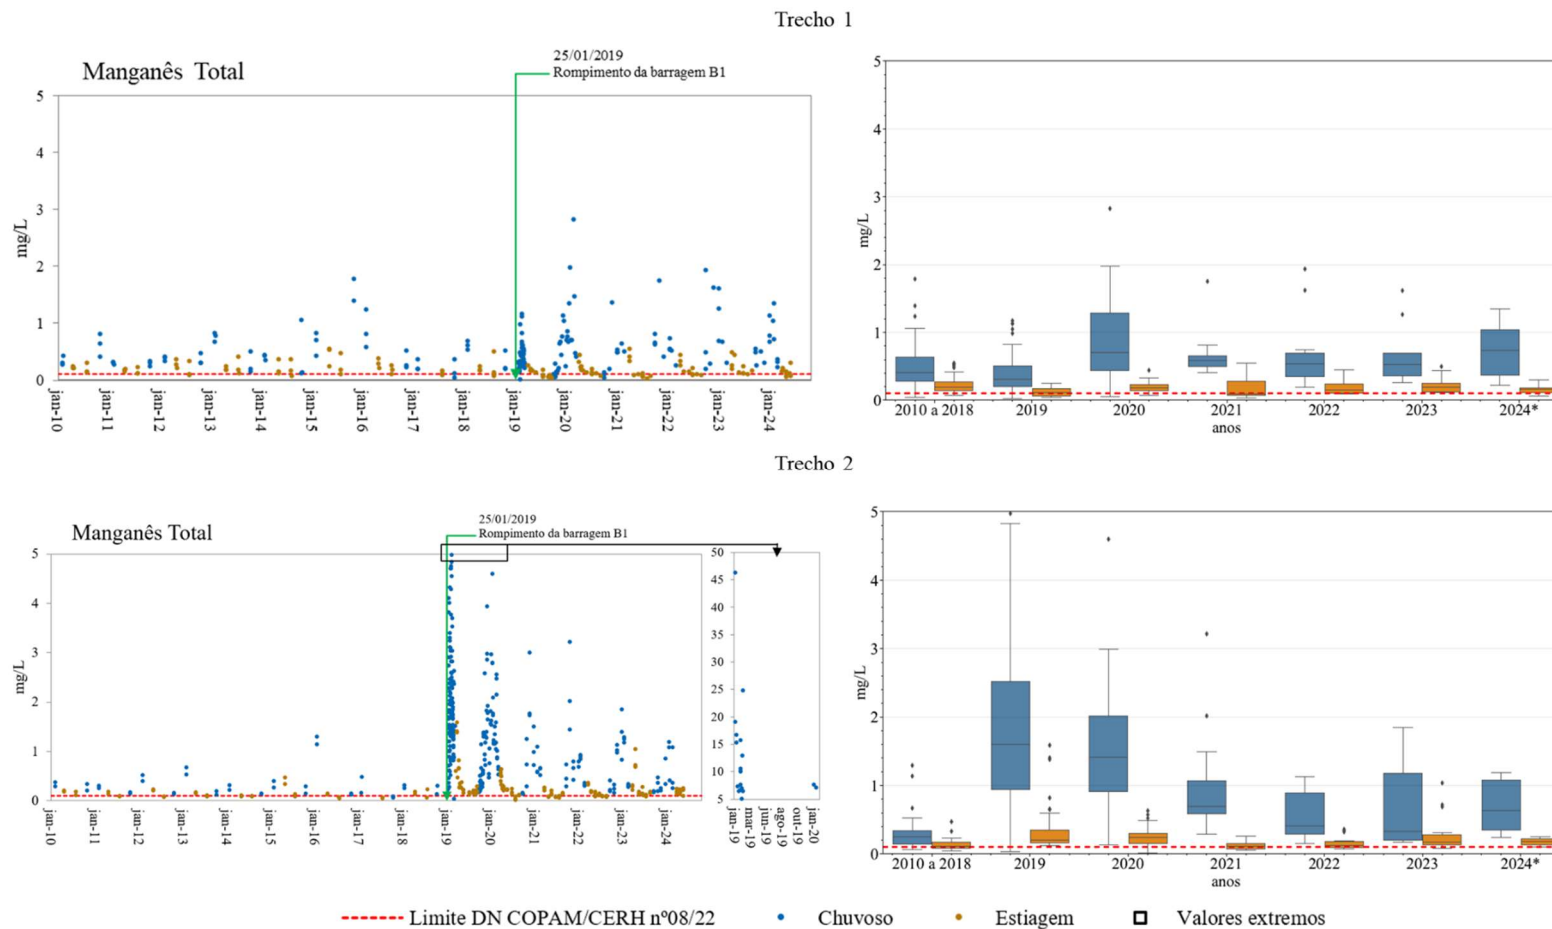 Trecho 1
25/01/2019
Rompimento da barragem B1
Manganês Total
5
4
3
2
1
0
mg/L
jan-10
jan-11
jan-12
jan-13
jan-14
jan-15
jan-16
jan-17
jan-18
jan-19
jan-20
jan-21
jan-22
jan-23
jan-24
5
4
3
2
1
0
mg/L
2010 a 2018
2019
2020
2021
2022
2023
2024*
anos
Trecho 2
25/01/2019
Rompimento da barragem B1
Manganês Total
5
4
3
2
1
0
mg/L
jan-10
jan-11
jan-12
jan-13
jan-14
jan-15
jan-16
jan-17
jan-18
jan-19
jan-20
jan-21
jan-22
jan-23
jan-24
50
45
40
35
30
25
20
15
10
5
jan-19
mar-19
jun-19
ago-19
out-19
jan-20
5
4
3
2
1
0
mg/L
2010 a 2018
2019
2020
2021
2022
2023
2024*
anos
Limite DN COPAM/CERH nº08/22
Chuvoso
Estiagem
Valores extremos